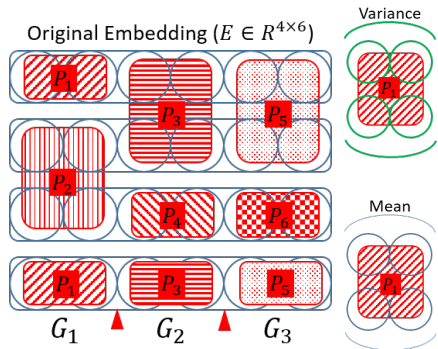 Original Embedding (E ∈ R^{4×6})
Variance
P₁
P₃
P₅
P₁
P₂
P₄
P₆
Mean
P₁
P₃
P₅
P₁
G₁ G₂ G₃